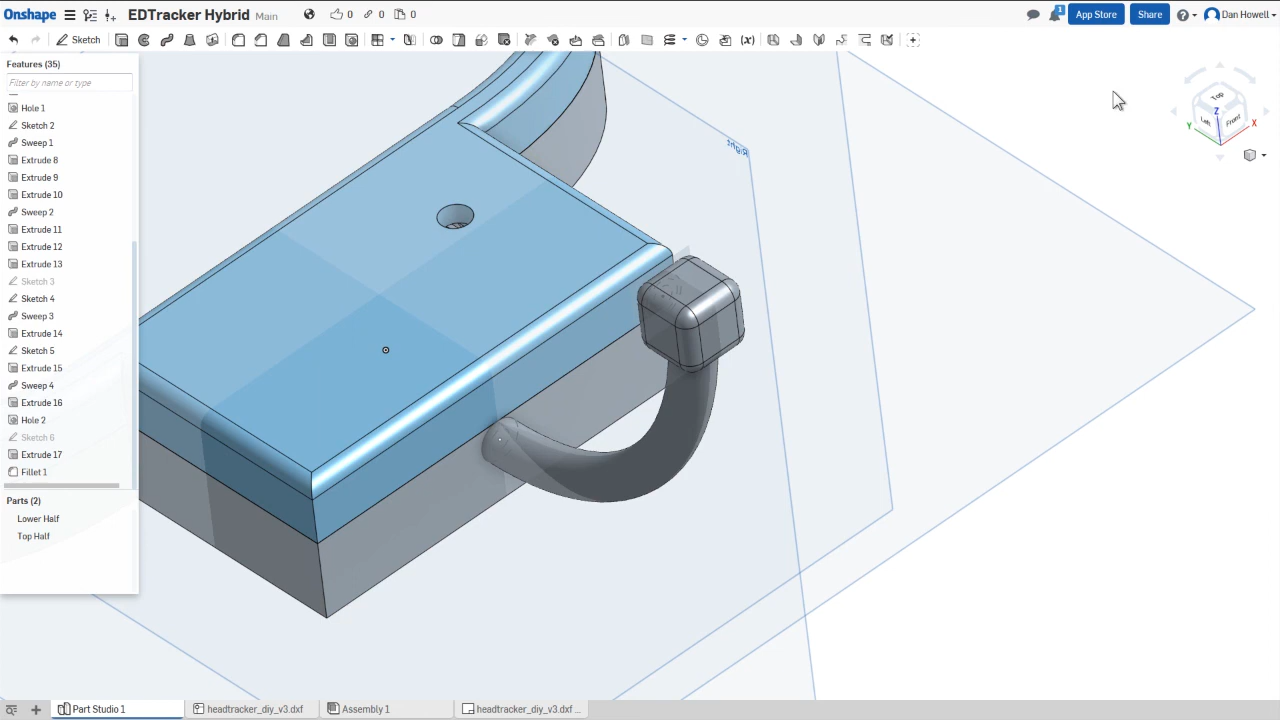 Onshape EDTracker Hybrid Main 0 0 0 1 App Store Share Dan Howell
Sketch (x)
Features (35)
Filter by name or type
Hole 1
Sketch 2
Sweep 1
Extrude 8
Extrude 9
Extrude 10
Sweep 2
Extrude 11
Extrude 12
Extrude 13
Sketch 3
Sketch 4
Sweep 3
Extrude 14
Sketch 5
Extrude 15
Sweep 4
Extrude 16
Hole 2
Sketch 6
Extrude 17
Fillet 1
Parts (2)
Lower Half
Top Half
Right
Top
Z
Left Front
Y X
Part Studio 1 headtracker_diy_v3.dxf Assembly 1 headtracker_diy_v3.dxf ...